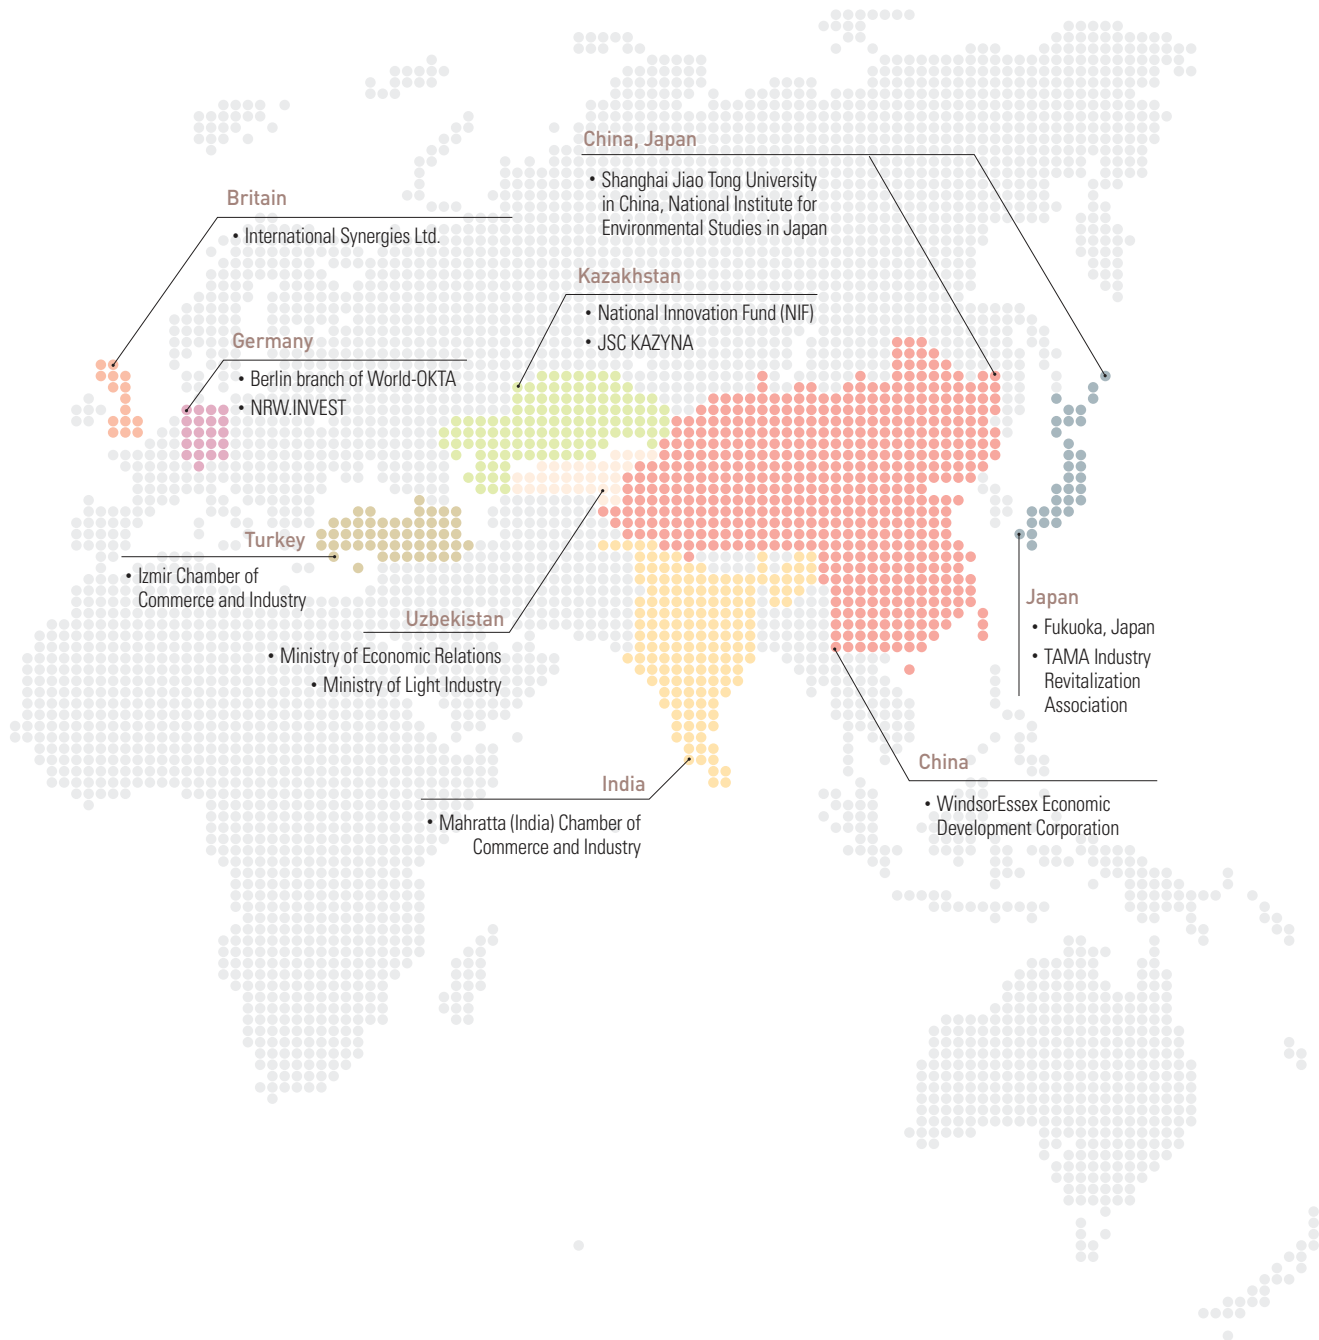 China, Japan
• Shanghai Jiao Tong University
in China, National Institute for
Environmental Studies in Japan
Britain
• International Synergies Ltd.
Kazakhstan
• National Innovation Fund (NIF)
• JSC KAZYNA
Germany
• Berlin branch of World-OKTA
• NRW.INVEST
Turkey
• Izmir Chamber of
Commerce and Industry
Uzbekistan
• Ministry of Economic Relations
• Ministry of Light Industry
Japan
• Fukuoka, Japan
• TAMA Industry
Revitalization
Association
India
• Mahratta (India) Chamber of
Commerce and Industry
China
• WindsorEssex Economic
Development Corporation